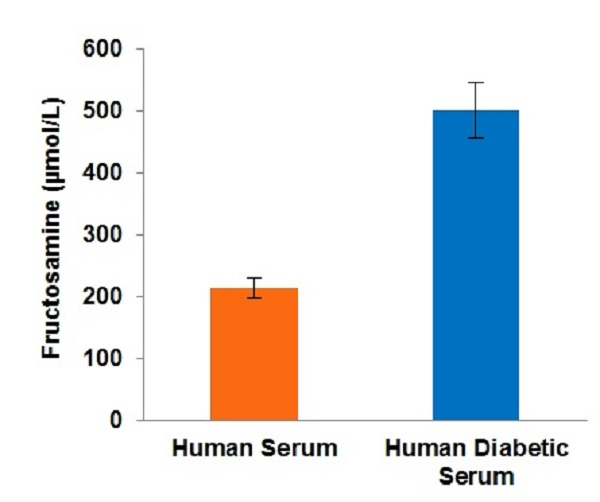 Fructosamine (µmol/L)
600
500
400
300
200
100
0
Human Serum
Human Diabetic
Serum